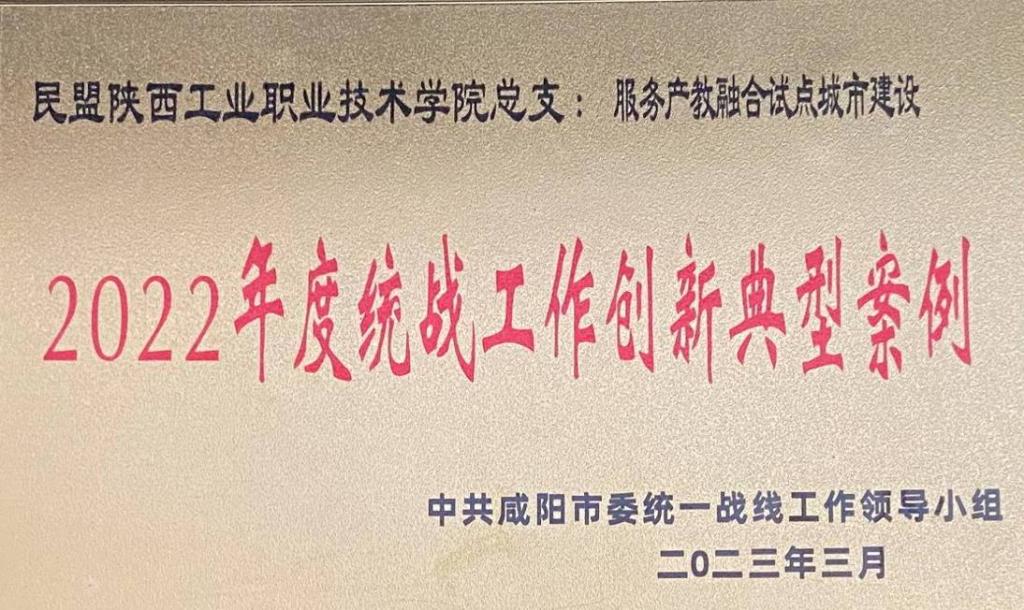 民盟陕西工业职业技术学院总支：服务产教融合试点城市建设
2022年度统战工作创新典型案例
中共咸阳市委统一战线工作领导小组
二0二三年三月